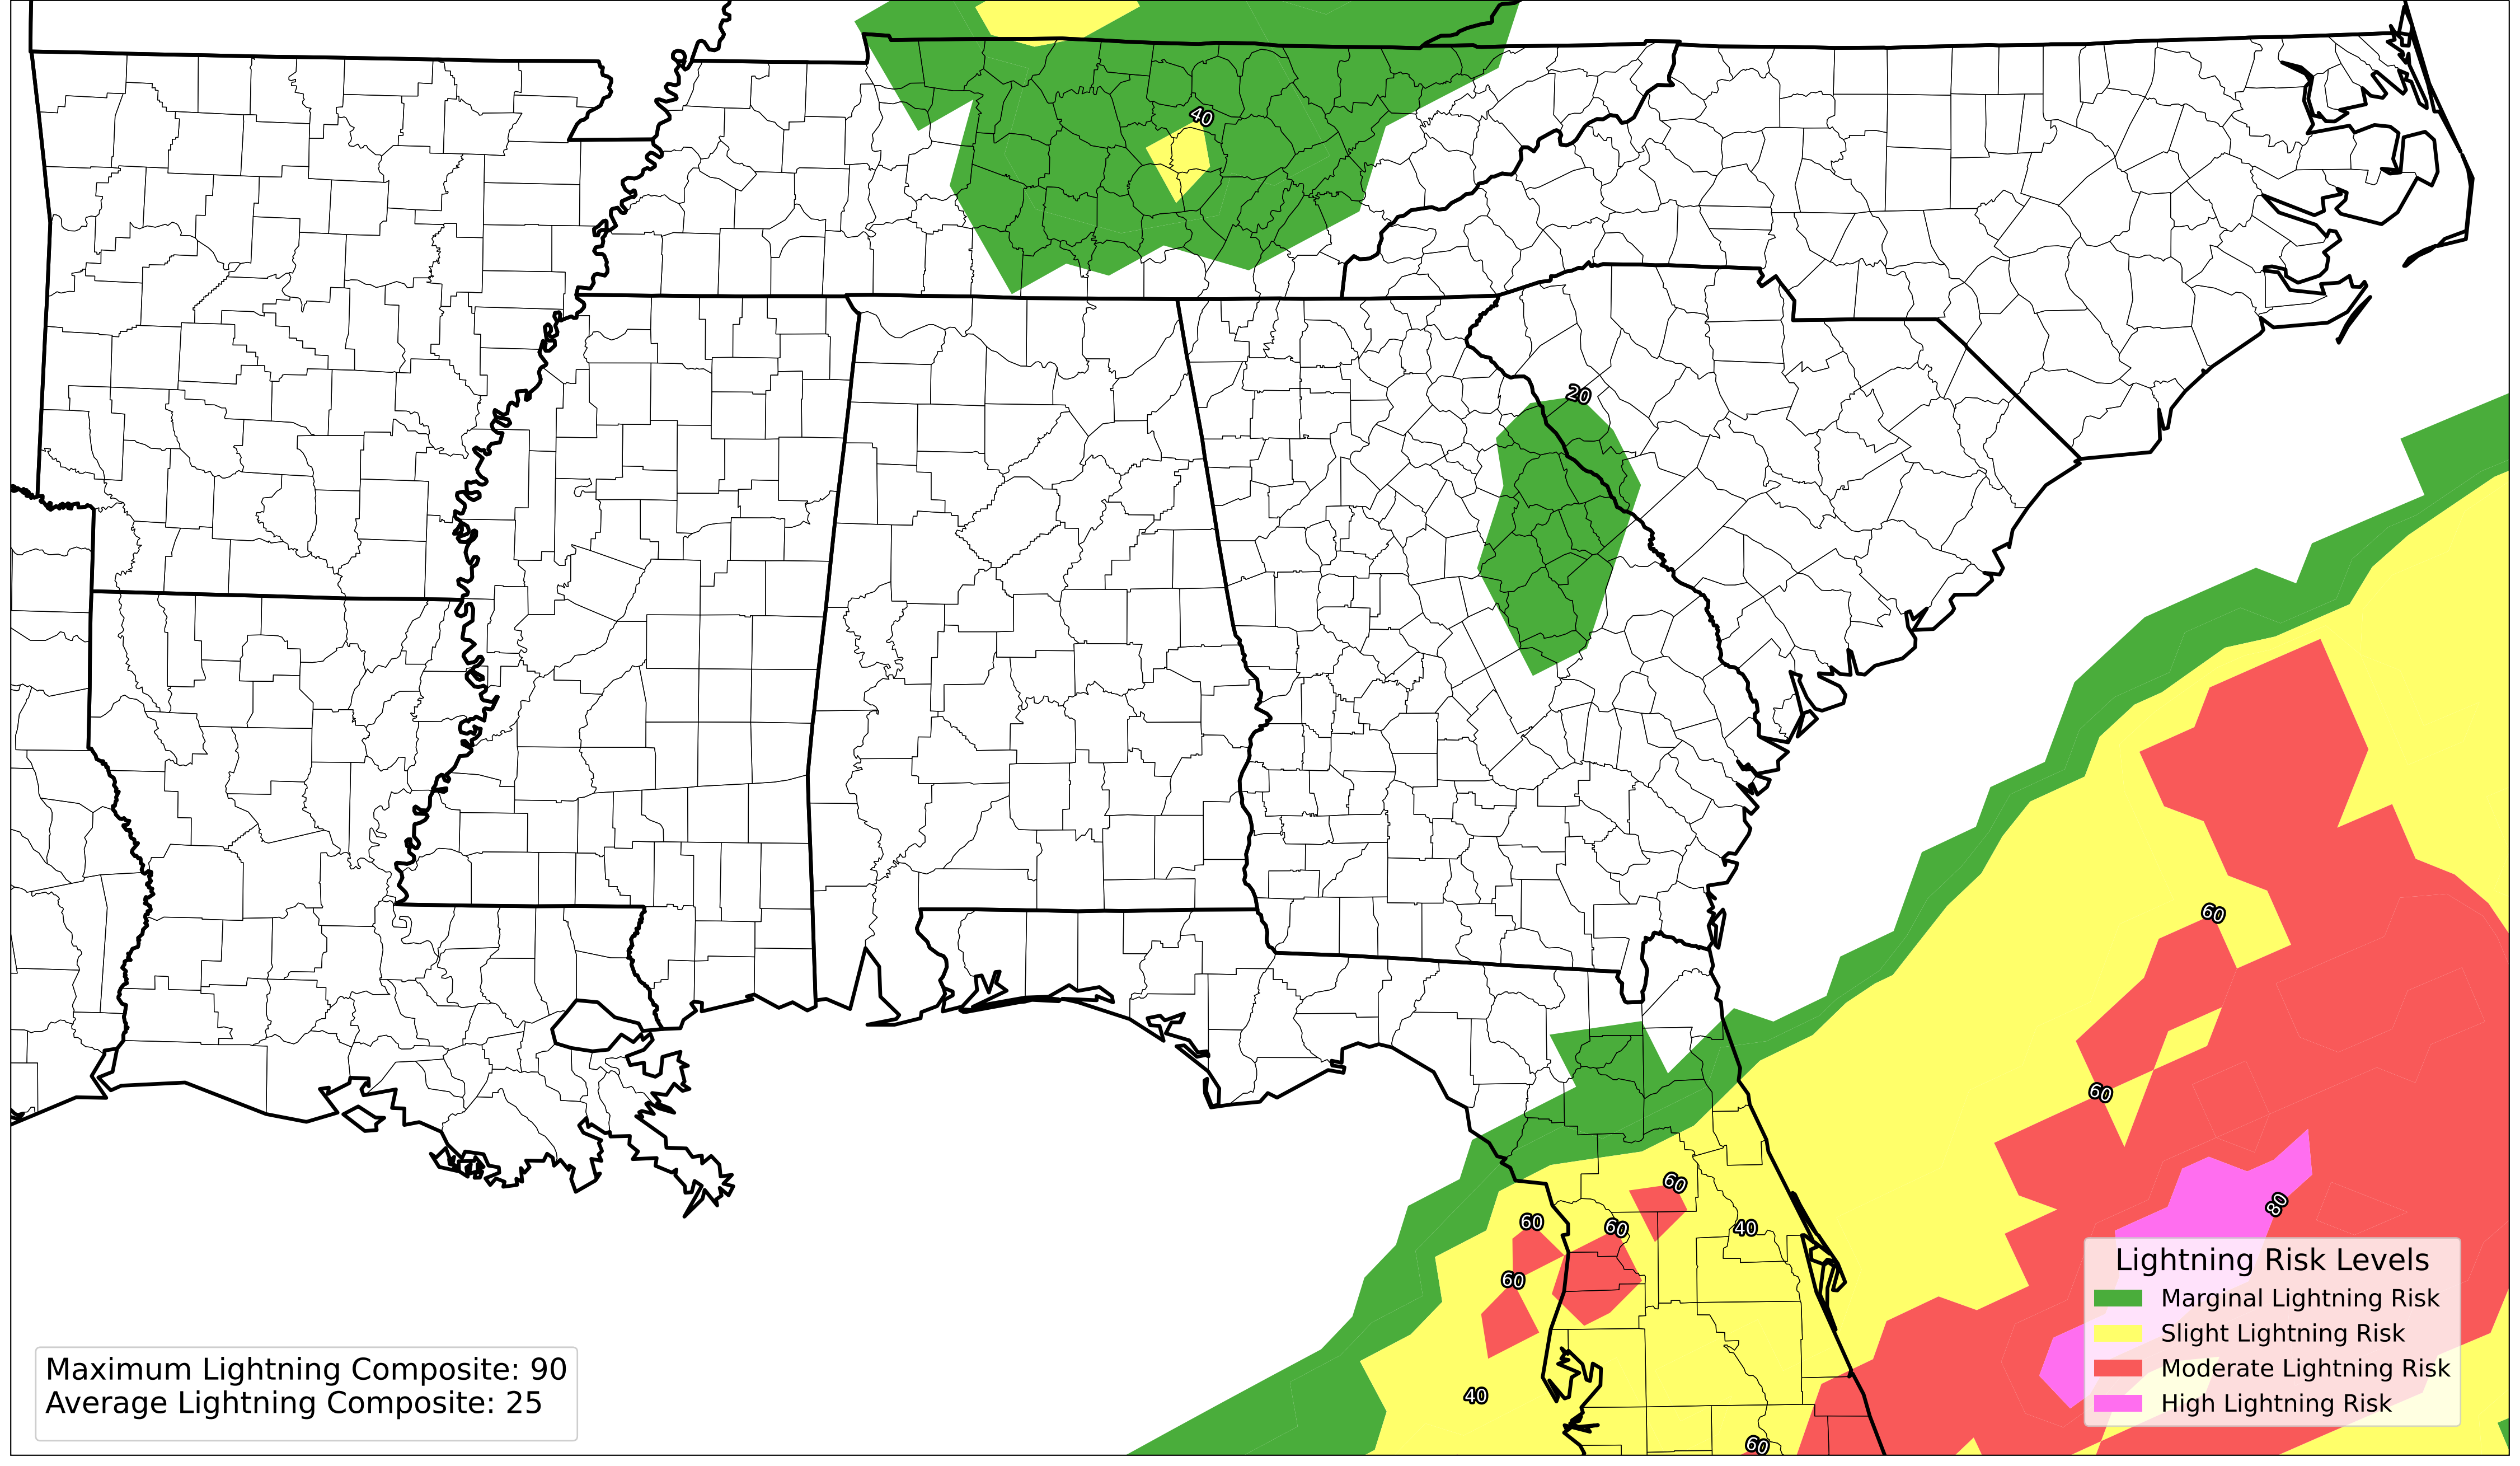 40
20
60
60
60
80
60
60
60
40
60
40
60
Lightning Risk Levels
Marginal Lightning Risk
Slight Lightning Risk
Moderate Lightning Risk
High Lightning Risk
Maximum Lightning Composite: 90
Average Lightning Composite: 25